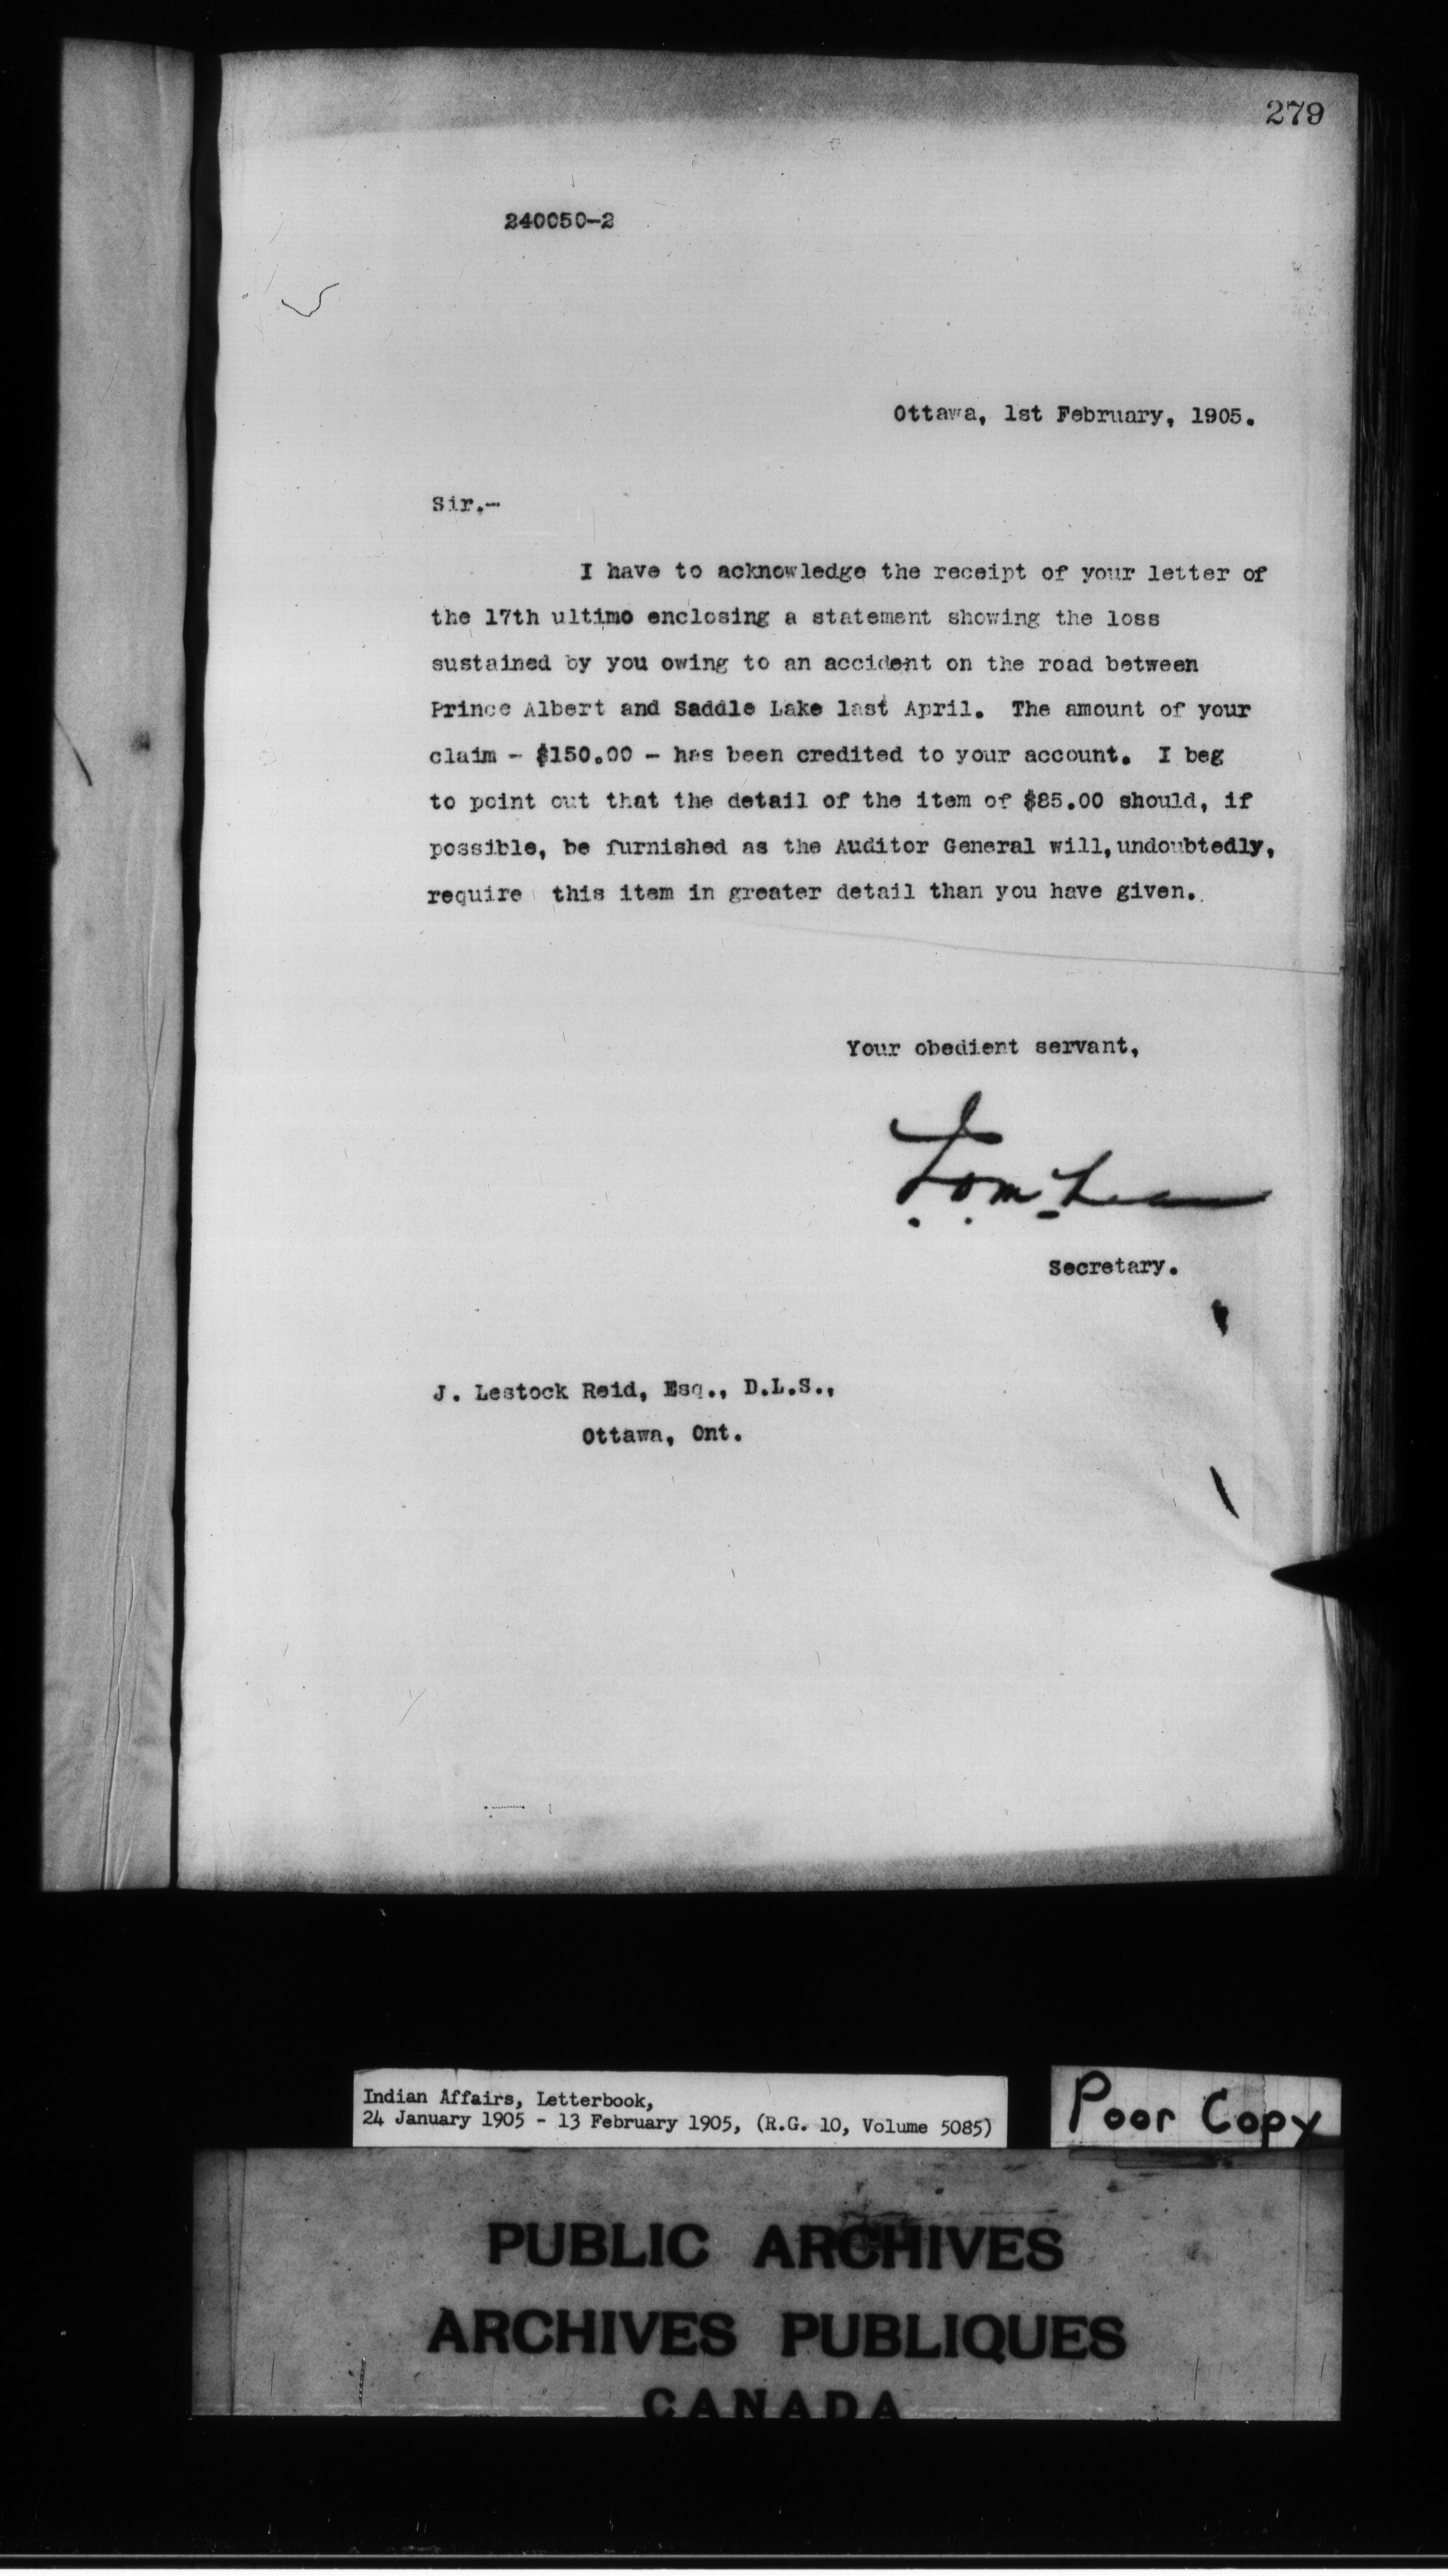 279
240050-2
Ottawa, 1st February, 1905.
Sir.-
I have to acknowledge the receipt of your letter of
the 17th ultimo enclosing a statement showing the loss
sustained by you owing to an accident on the road between
Prince Albert and Saddle Lake last April. The amount of your
claim - $150.00 - has been credited to your account. I beg
to point out that the detail of the item of $85.00 should, if
possible, be furnished as the Auditor General will, undoubtedly,
require this item in greater detail than you have given.
Your obedient servant,
Secretary.
J. Lestock Reid, Esq., D.L.S.,
Ottawa, Ont.
Indian Affairs, Letterbook,
24 January 1905 - 13 February 1905, (R.G. 10, Volume 5085)
Poor Copy
PUBLIC ARCHIVES
ARCHIVES PUBLIQUES
CANADA